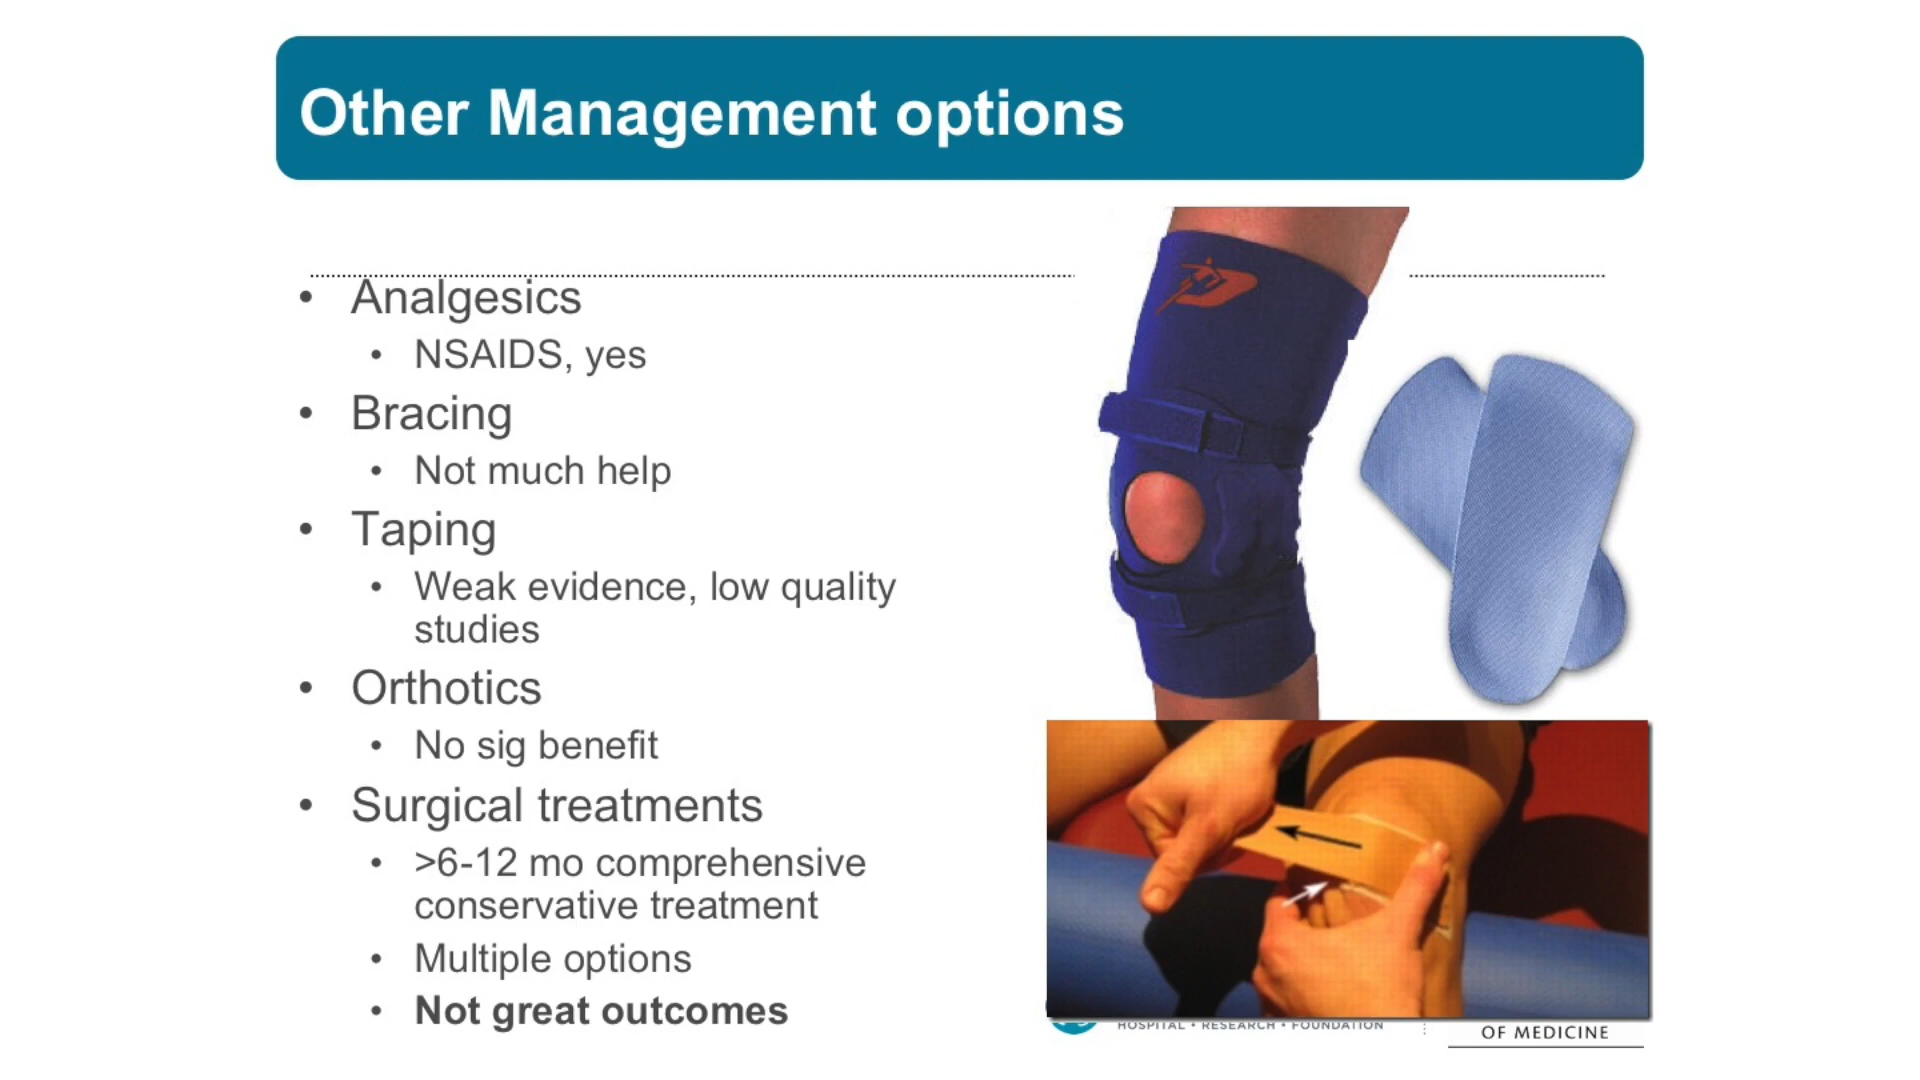 Other Management options
• Analgesics
• NSAIDS, yes
• Bracing
• Not much help
• Taping
• Weak evidence, low quality
studies
• Orthotics
• No sig benefit
• Surgical treatments
• >6-12 mo comprehensive
conservative treatment
• Multiple options
• Not great outcomes
HOSPITAL • RESEARCH • FOUNDATION
OF MEDICINE